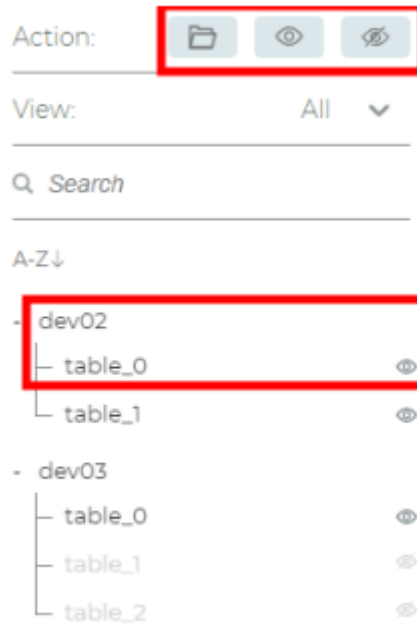 Action:
View: All
Search
A-Z↓
- dev02
table_0
table_1
- dev03
table_0
table_1
table_2